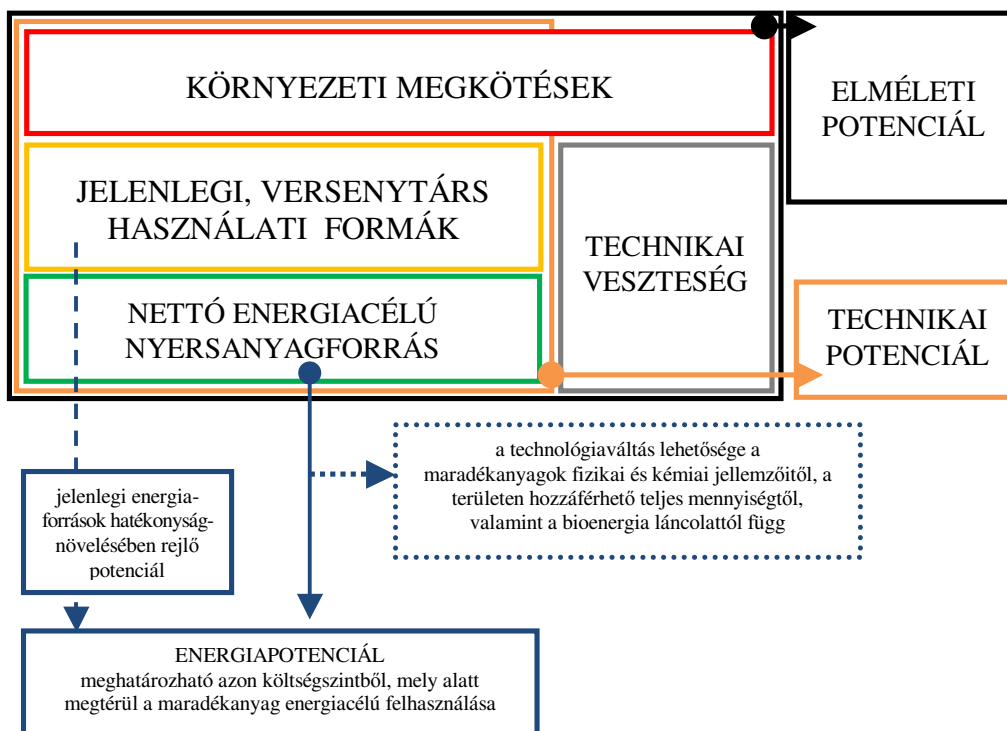 KÖRNYEZETI MEGKÖTÉSEK
ELMÉLETI
POTENCIÁL
JELENLEGI, VERSENYTÁRS
HASZNÁLATI FORMÁK
TECHNIKAI
VESZTESÉG
NETTÓ ENERGIACÉLÚ
NYERSANYAGFORRÁS
TECHNIKAI
POTENCIÁL
a technológiaváltás lehetősége a
maradékanyagok fizikai és kémiai jellemzőitől, a
területen hozzáférhető teljes mennyiségtől,
valamint a bioenergia láncolattól függ
jelenlegi energia-
források hatékonyság-
növelésében rejlő
potenciál
ENERGIAPOTENCIÁL
meghatározható azon költségszintből, mely alatt
megtérül a maradékanyag energiacélú felhasználása